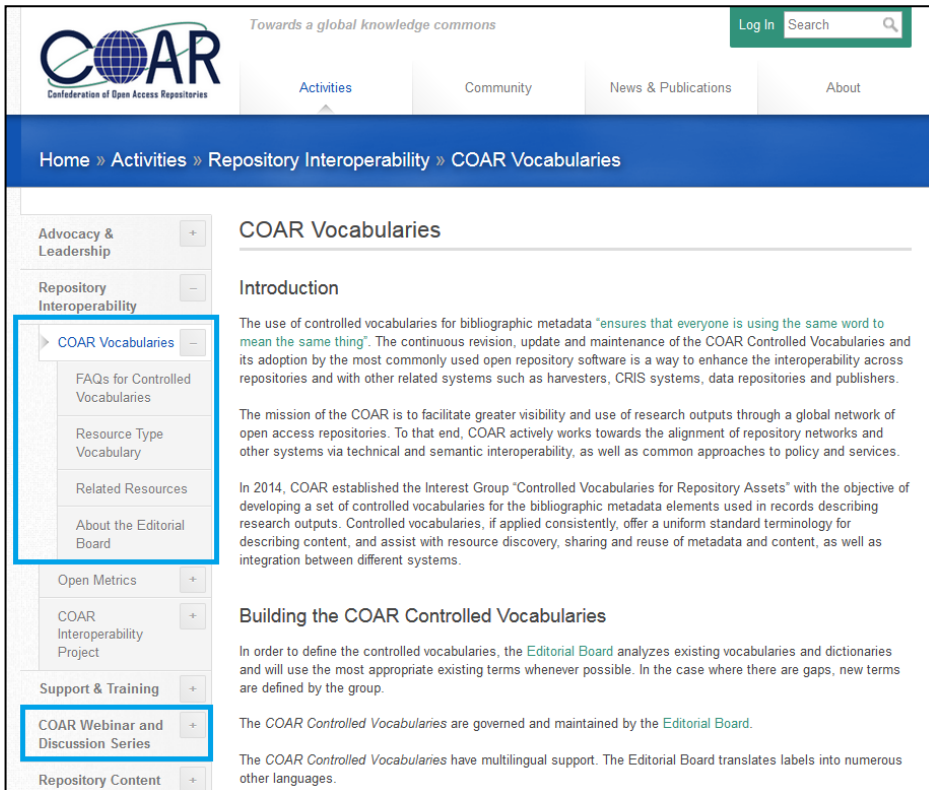 Towards a global knowledge commons
Log In
Search
COAR
Confederation of Open Access Repositories
Activities
Community
News & Publications
About
Home » Activities » Repository Interoperability » COAR Vocabularies
Advocacy &
Leadership
+
Repository
Interoperability
–
COAR Vocabularies
–
FAQs for Controlled
Vocabularies
Resource Type
Vocabulary
Related Resources
About the Editorial
Board
Open Metrics
+
COAR
Interoperability
Project
+
Support & Training
+
COAR Webinar and
Discussion Series
+
Repository Content
+
COAR Vocabularies
Introduction
The use of controlled vocabularies for bibliographic metadata “ensures that everyone is using the same word to
mean the same thing”. The continuous revision, update and maintenance of the COAR Controlled Vocabularies and
its adoption by the most commonly used open repository software is a way to enhance the interoperability across
repositories and with other related systems such as harvesters, CRIS systems, data repositories and publishers.
The mission of the COAR is to facilitate greater visibility and use of research outputs through a global network of
open access repositories. To that end, COAR actively works towards the alignment of repository networks and
other systems via technical and semantic interoperability, as well as common approaches to policy and services.
In 2014, COAR established the Interest Group “Controlled Vocabularies for Repository Assets” with the objective of
developing a set of controlled vocabularies for the bibliographic metadata elements used in records describing
research outputs. Controlled vocabularies, if applied consistently, offer a uniform standard terminology for
describing content, and assist with resource discovery, sharing and reuse of metadata and content, as well as
integration between different systems.
Building the COAR Controlled Vocabularies
In order to define the controlled vocabularies, the Editorial Board analyzes existing vocabularies and dictionaries
and will use the most appropriate existing terms whenever possible. In the case where there are gaps, new terms
are defined by the group.
The COAR Controlled Vocabularies are governed and maintained by the Editorial Board.
The COAR Controlled Vocabularies have multilingual support. The Editorial Board translates labels into numerous
other languages.